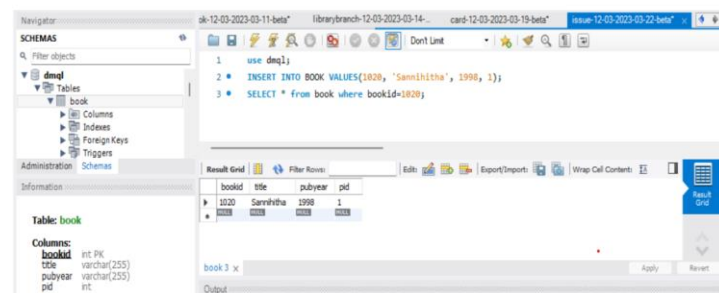 Navigator
ok-12-03-2023-03-11-beta*
librarybranch-12-03-2023-03-14-...
card-12-03-2023-03-19-beta*
issue-12-03-2023-03-22-beta*
SCHEMAS
Filter objects
Don't Limit
dmql
Tables
book
Columns
Indexes
Foreign Keys
Triggers
1 use dmql;
2 INSERT INTO BOOK VALUES(1020, 'Sannihitha', 1998, 1);
3 SELECT * from book where bookid=1020;
Administration Schemas
Result Grid Filter Rows: Edit: Export/Import: Wrap Cell Content:
bookid title pubyear pid
1020 Sannihitha 1998 1
NULL NULL NULL NULL
Result
Grid
Information
Table: book
Columns:
bookid int PK
title varchar(255)
pubyear varchar(255)
pid int
book 3
Apply Revert
Output